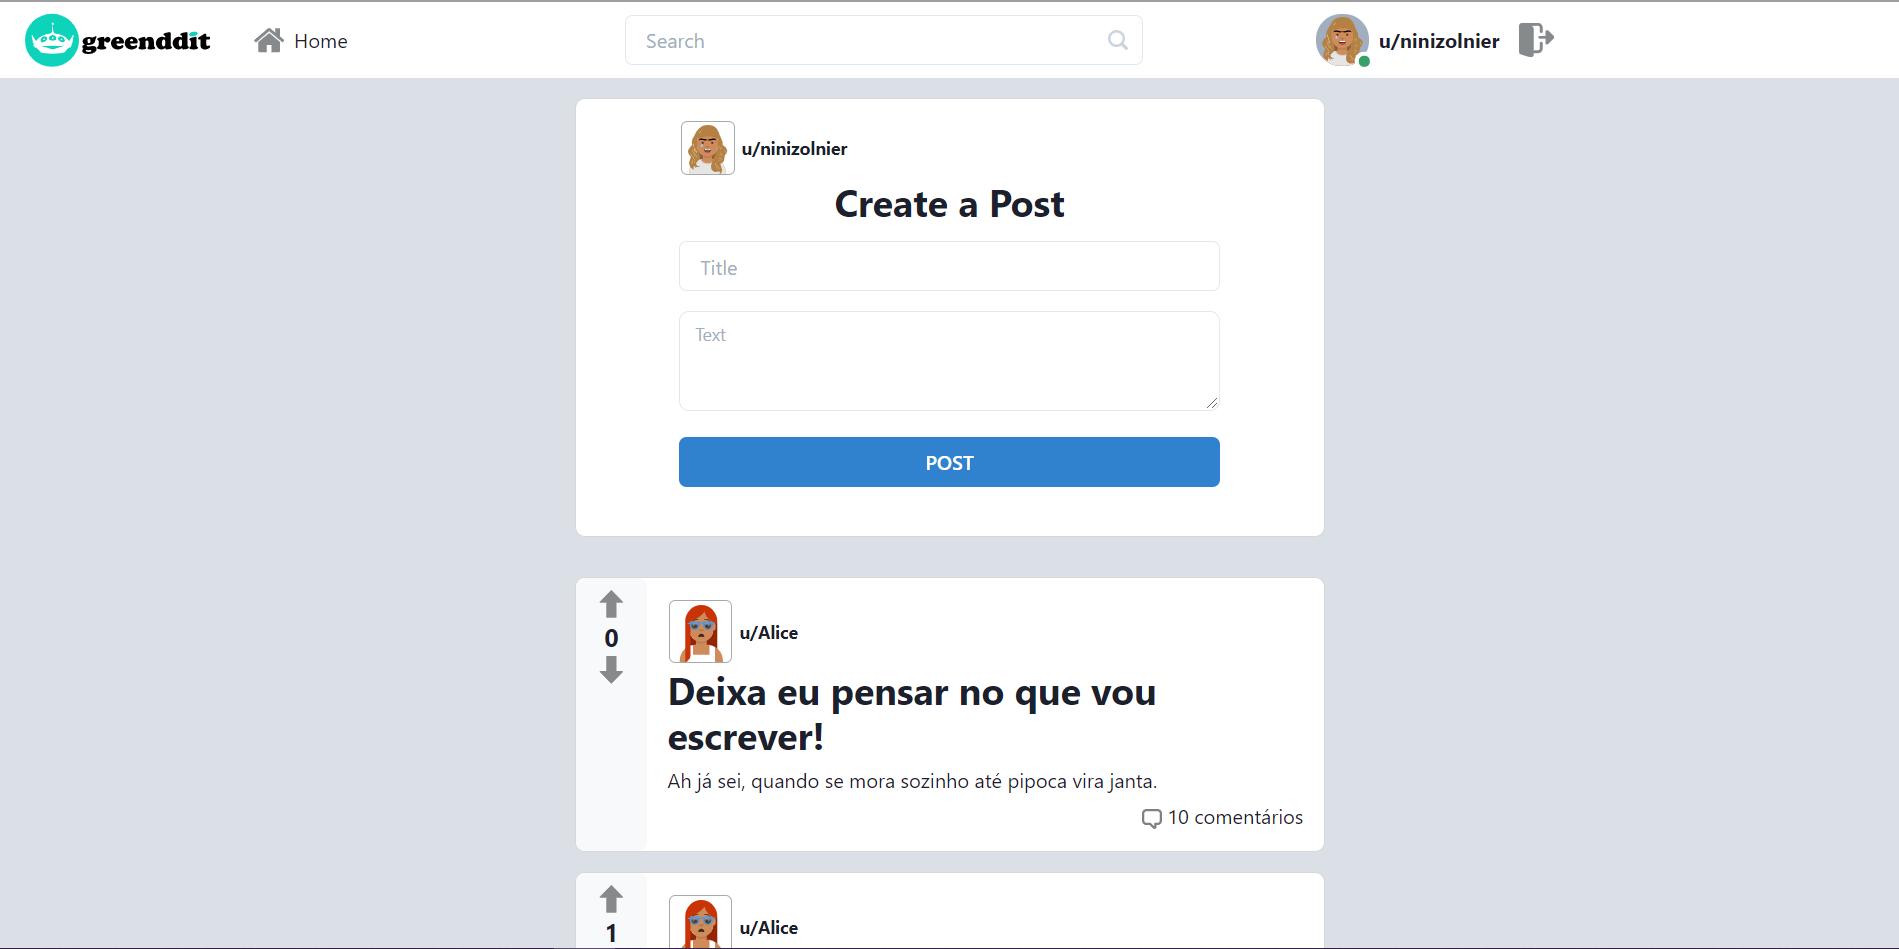 greenddit
Home
Search
u/ninizolnier
u/ninizolnier
Create a Post
Title
Text
POST
0
u/Alice
Deixa eu pensar no que vou
escrever!
Ah já sei, quando se mora sozinho até pipoca vira janta.
10 comentários
1
u/Alice